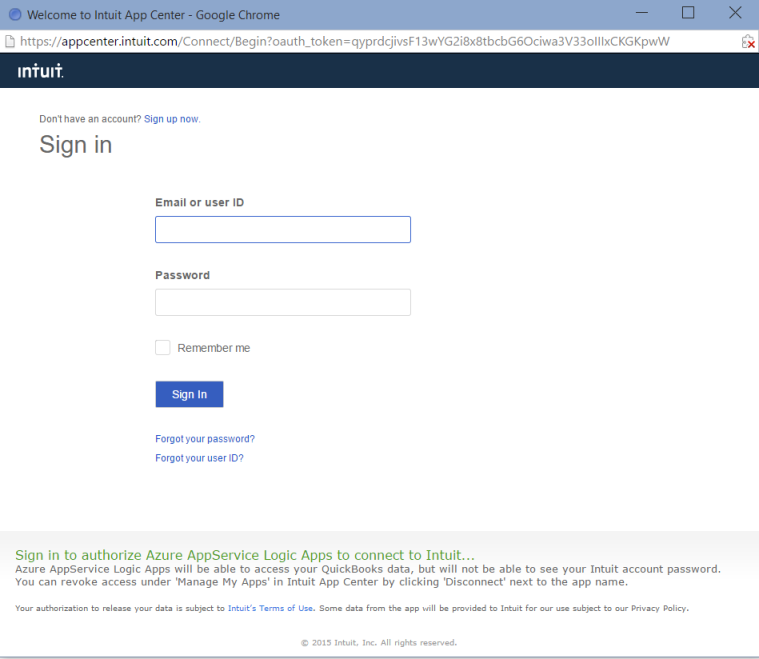 Welcome to Intuit App Center - Google Chrome
https://appcenter.intuit.com/Connect/Begin?oauth_token=qyprdcjivsF13wYG2i8x8tbcbG6Ociwa3V33oIIIxCKGKpwW
intuit.
Don't have an account? Sign up now.
Sign in
Email or user ID
Password
Remember me
Sign In
Forgot your password?
Forgot your user ID?
Sign in to authorize Azure AppService Logic Apps to connect to Intuit...
Azure AppService Logic Apps will be able to access your QuickBooks data, but will not be able to see your Intuit account password.
You can revoke access under 'Manage My Apps' in Intuit App Center by clicking 'Disconnect' next to the app name.
Your authorization to release your data is subject to Intuit's Terms of Use. Some data from the app will be provided to Intuit for our use subject to our Privacy Policy.
© 2015 Intuit, Inc. All rights reserved.